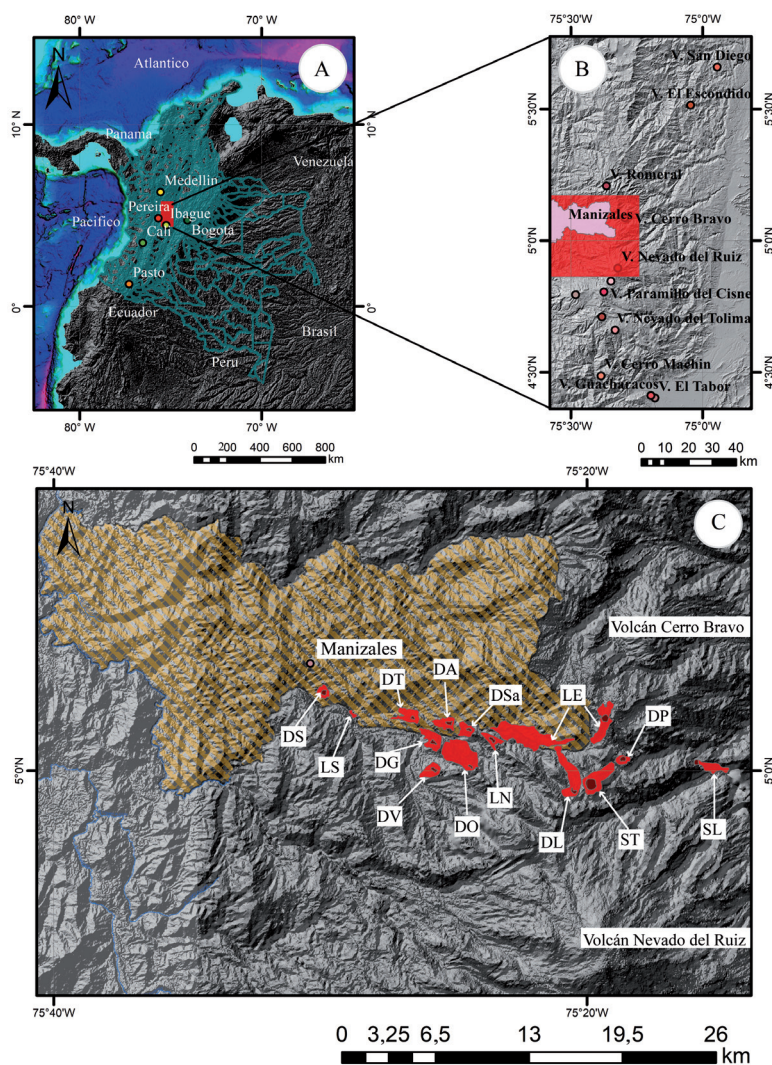 80° W
70°W
75°30'W
75°0'W
N
Atlantico
A
B
V. San Diego
V. El Escondido
10° N
10° N
5°30'N
5°30'N
Panama
Venezuela
Medellin
V. Romeral
Pereira
Ibague
Manizales
V. Cerro Bravo
Pacifico
Cali
Bogotá
5°0'N
5°0'N
V. Nevado del Ruiz
Pasto
V. Paramillo del Cisne
0°
0°
Ecuador
V. Nevado del Tolima
Brasil
Peru
V. Cerro Machin
4°30'N
4°30'N
V. Guacharacos
V. El Tabor
80° W
70°W
75°30'W
75°0'W
0 200 400 600 800
km
0 10 20 30 40
km
75°40'W
75°20'W
N
C
Volcán Cerro Bravo
Manizales
DT
DA
DSa
LE
DS
DP
LS
DG
LN
5°0'N
5°0'N
DV
DO
DL
ST
SL
Volcán Nevado del Ruiz
75°40'W
75°20'W
0 3,25 6,5 13 19,5 26
km